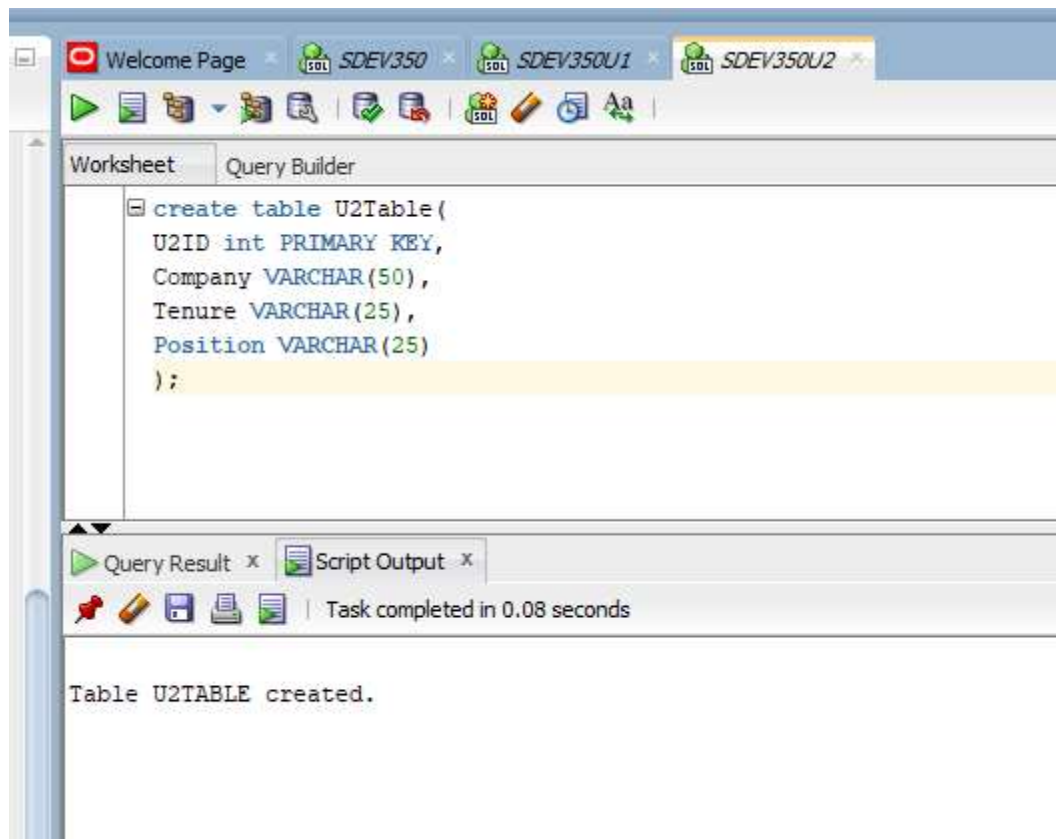 Welcome Page SDEV350 SDEV350U1 SDEV350U2
Worksheet Query Builder
create table U2Table(
U2ID int PRIMARY KEY,
Company VARCHAR(50),
Tenure VARCHAR(25),
Position VARCHAR(25)
);
Query Result x Script Output x
Task completed in 0.08 seconds
Table U2TABLE created.